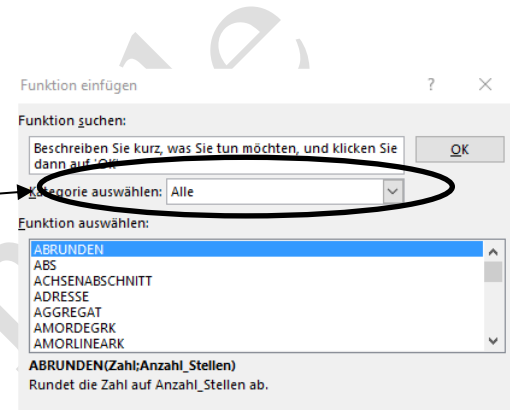 Funktion einfügen ? ×
Funktion suchen:
Beschreiben Sie kurz, was Sie tun möchten, und klicken Sie
dann auf 'OK'
OK
Kategorie auswählen: Alle
Funktion auswählen:
ABRUNDEN
ABS
ACHSENABSCHNITT
ADRESSE
AGGREGAT
AMORDEGRK
AMORLINEARK
ABRUNDEN(Zahl;Anzahl_Stellen)
Rundet die Zahl auf Anzahl_Stellen ab.